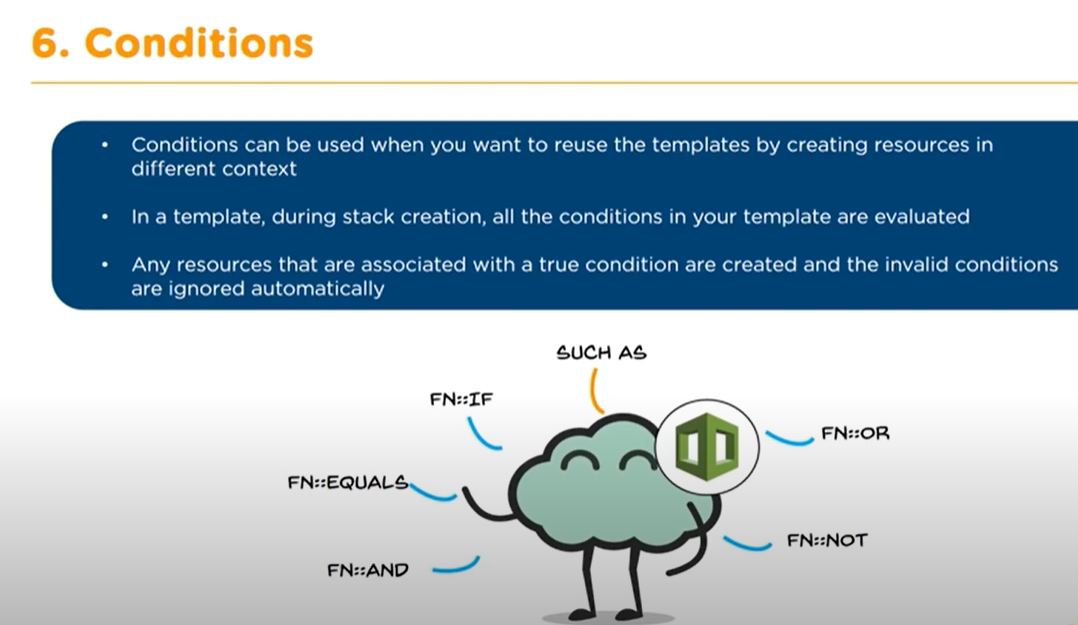 6. Conditions
• Conditions can be used when you want to reuse the templates by creating resources in
different context
• In a template, during stack creation, all the conditions in your template are evaluated
• Any resources that are associated with a true condition are created and the invalid conditions
are ignored automatically
SUCH AS
FN::IF
FN::OR
FN::EQUALS
FN::NOT
FN::AND